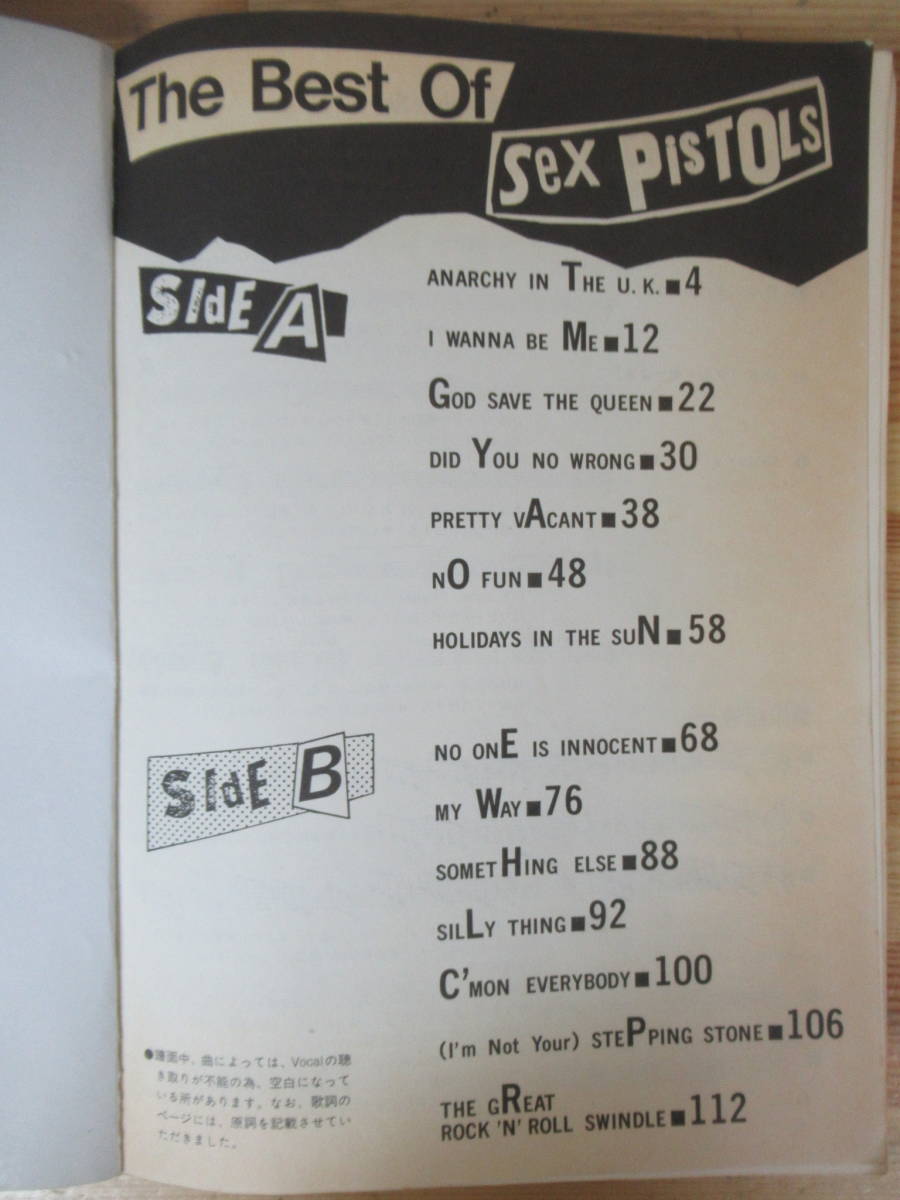 The Best Of
SeX PiSTOLS
SIdE A
ANARCHY IN THE U. K.■4
I WANNA BE ME■12
GOD SAVE THE QUEEN■22
DID YOU NO WRONG■30
PRETTY VACANT■38
NO FUN■48
HOLIDAYS IN THE SUN■58
SIdE B
NO ONE IS INNOCENT■68
MY WAY■76
SOMETHING ELSE■88
SILLY THING■92
C'MON EVERYBODY■100
(I'm Not Your) STEPPING STONE■106
THE GREAT
ROCK 'N' ROLL SWINDLE■112
●譜面中、曲によっては、Vocalの聴
き取りが不能の為、空白になって
いる所があります。なお、歌詞の
ページには、原詞を記載させてい
ただきました。